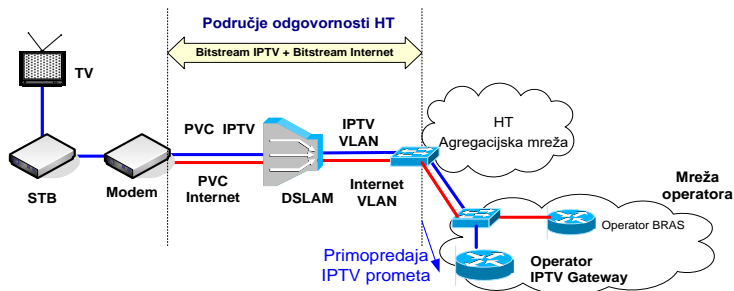 Područje odgovornosti HT
Bitstream IPTV + Bitstream Internet
TV
PVC IPTV
IPTV
VLAN
HT
Agregacijska mreža
STB
Modem
PVC
Internet
DSLAM
Internet
VLAN
Mreža
operatora
Operator BRAS
Primopredaja
IPTV prometa
Operator
IPTV Gateway